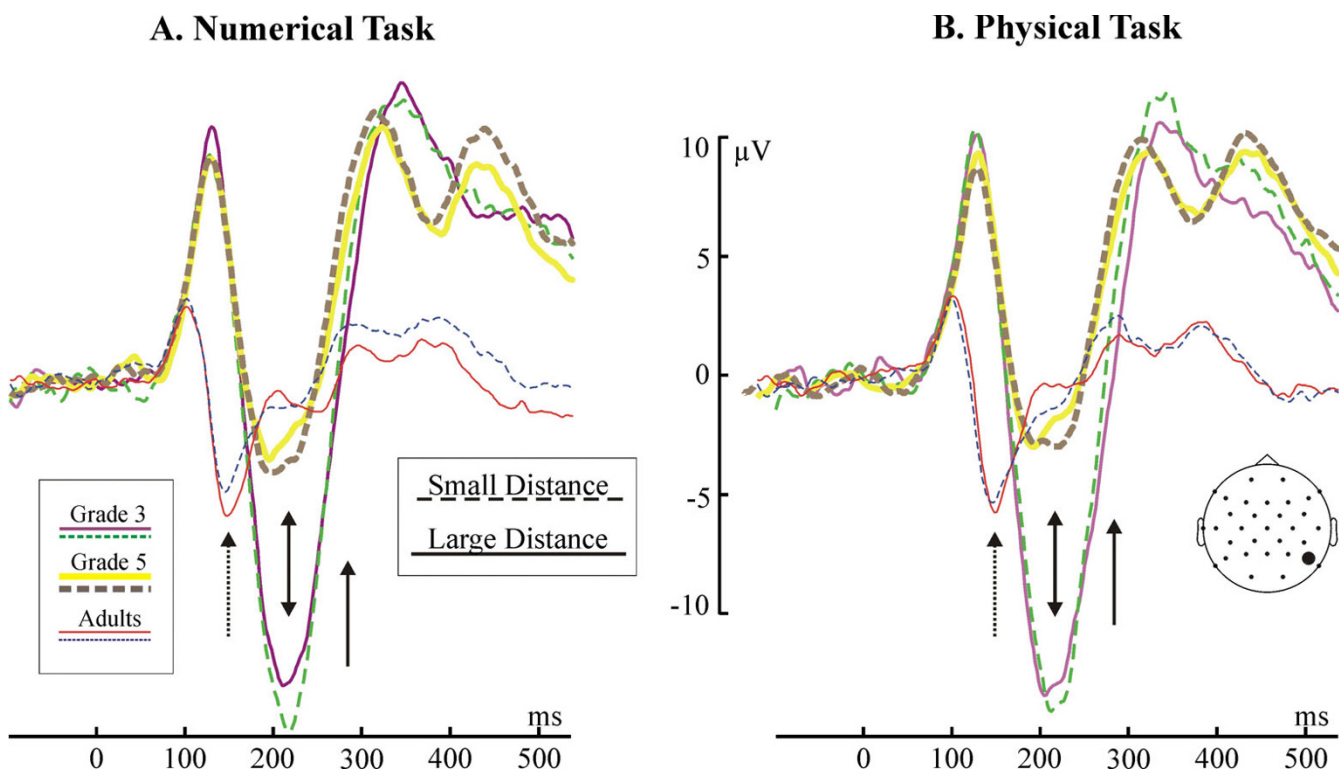 A. Numerical Task
B. Physical Task
10
µV
5
0
-5
-10
Grade 3
Grade 5
Adults
Small Distance
Large Distance
ms
0 100 200 300 400 500
ms
0 100 200 300 400 500